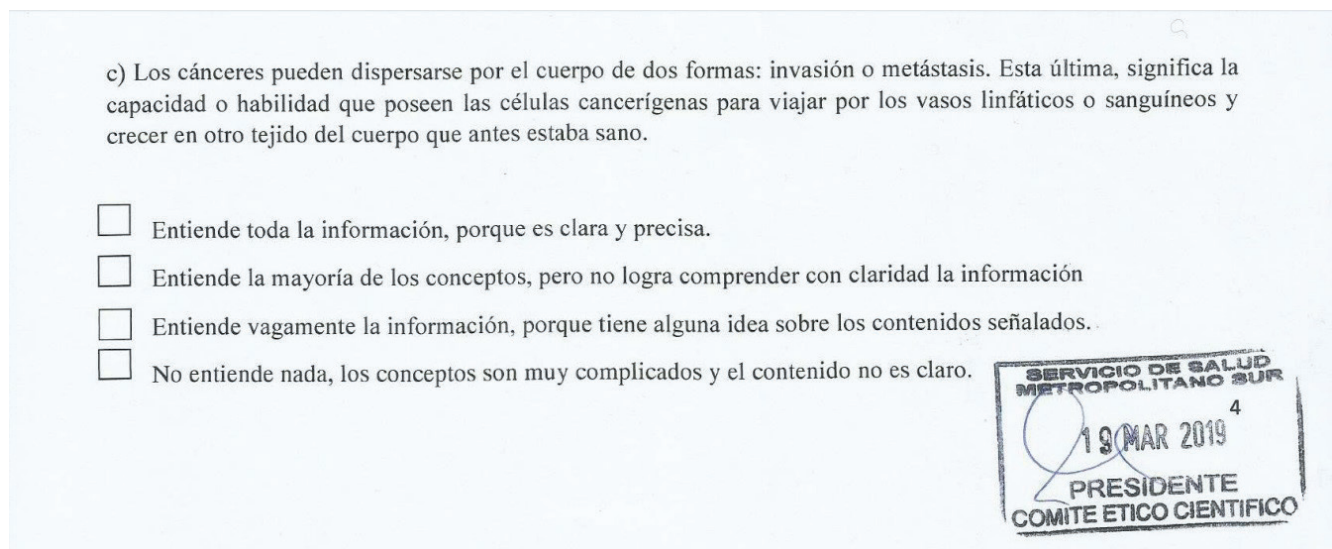 c) Los cánceres pueden dispersarse por el cuerpo de dos formas: invasión o metástasis. Esta última, significa la
capacidad o habilidad que poseen las células cancerígenas para viajar por los vasos linfáticos o sanguíneos y
crecer en otro tejido del cuerpo que antes estaba sano.
Entiende toda la información, porque es clara y precisa.
Entiende la mayoría de los conceptos, pero no logra comprender con claridad la información
Entiende vagamente la información, porque tiene alguna idea sobre los contenidos señalados.
No entiende nada, los conceptos son muy complicados y el contenido no es claro.
SERVICIO DE SALUD
METROPOLITANO SUR
4
19 MAR 2019
PRESIDENTE
COMITE ETICO CIENTIFICO